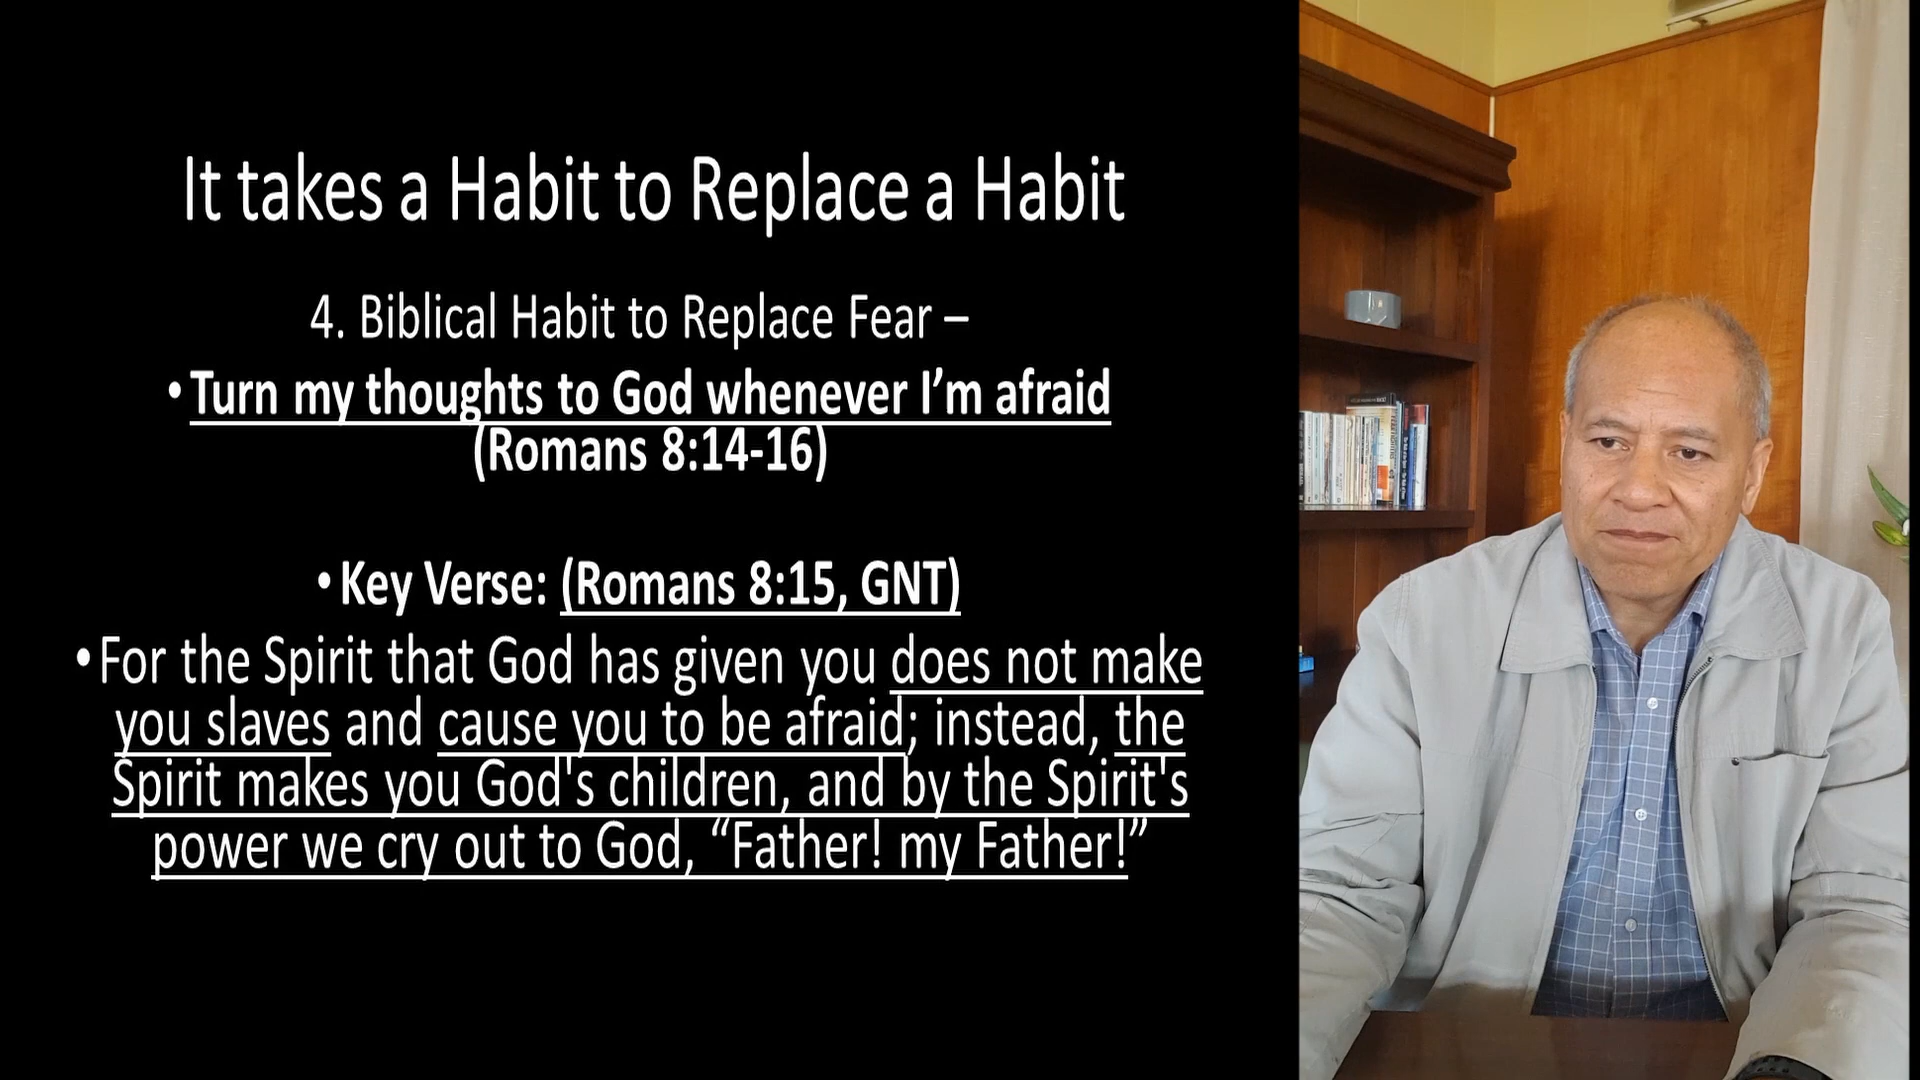 It takes a Habit to Replace a Habit
4. Biblical Habit to Replace Fear –
•Turn my thoughts to God whenever I’m afraid
(Romans 8:14-16)
•Key Verse: (Romans 8:15, GNT)
•For the Spirit that God has given you does not make
you slaves and cause you to be afraid; instead, the
Spirit makes you God's children, and by the Spirit's
power we cry out to God, “Father! my Father!”